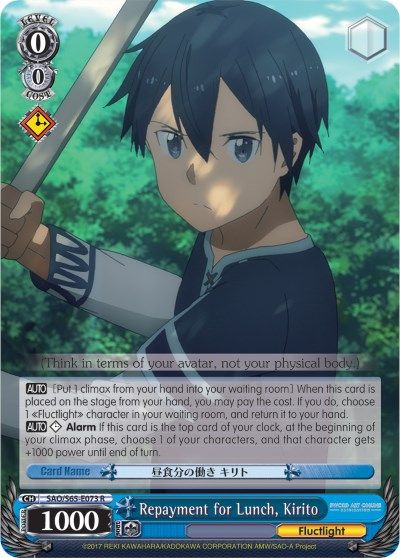 LEVEL
0
0
COST
(Think in terms of your avatar, not your physical body.)
AUTO [Put 1 climax from your hand into your waiting room] When this card is
placed on the stage from your hand, you may pay the cost. If you do, choose
1 «Fluctlight» character in your waiting room, and return it to your hand.
AUTO Alarm If this card is the top card of your clock, at the beginning of
your climax phase, choose 1 of your characters, and that character gets
+1000 power until end of turn.
Card Name
昼食分の働き キリト
CH
SAO/S65-E073 R
POWER
1000
SOUL
Repayment for Lunch, Kirito
SWORD ART ONLINE
Fluctlight
©2017 REKI KAWAHARA/KADOKAWA CORPORATION AMW/SAO-A Project